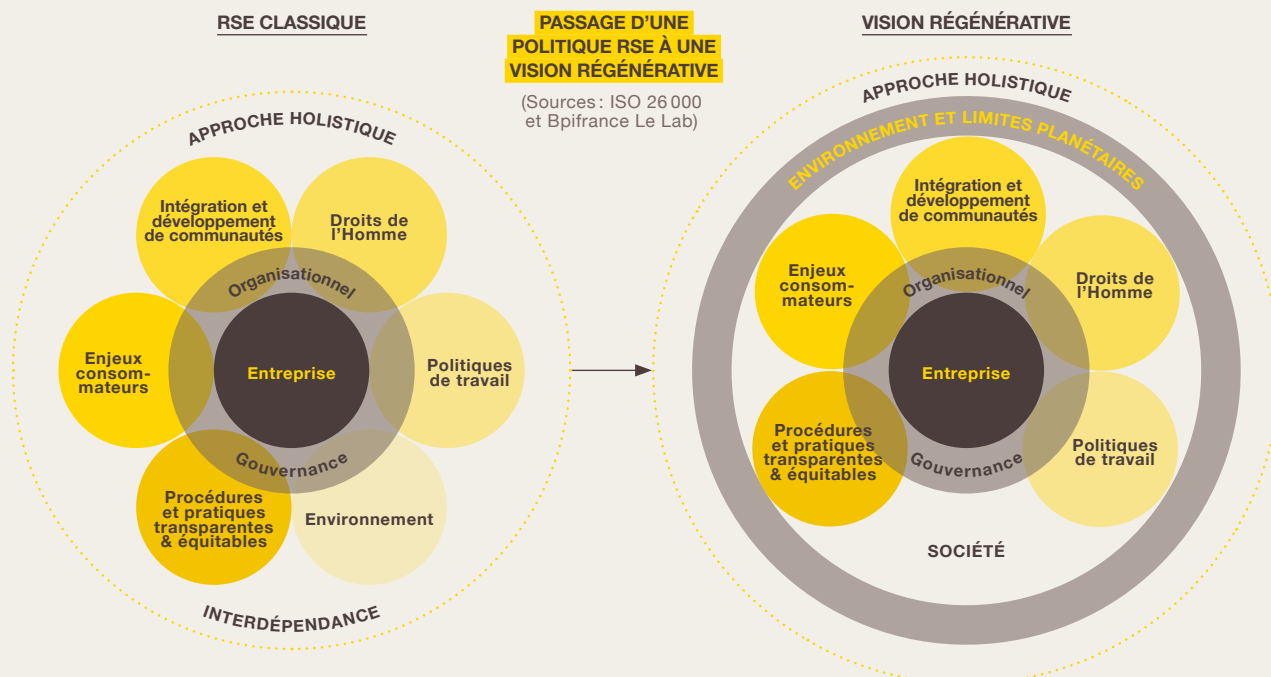 RSE CLASSIQUE
PASSAGE D’UNE
POLITIQUE RSE À UNE
VISION RÉGÉNÉRATIVE
(Sources : ISO 26 000
et Bpifrance Le Lab)
VISION RÉGÉNÉRATIVE
APPROCHE HOLISTIQUE
Intégration et
développement
de communautés
Droits de
l’Homme
Organisationnel
Enjeux
consom-
mateurs
Entreprise
Politiques
de travail
Gouvernance
Procédures
et pratiques
transparentes
& équitables
Environnement
INTERDÉPENDANCE
APPROCHE HOLISTIQUE
ENVIRONNEMENT ET LIMITES PLANÉTAIRES
Intégration et
développement
de communautés
Enjeux
consom-
mateurs
Organisationnel
Droits de
l’Homme
Entreprise
Procédures
et pratiques
transparentes
& équitables
Gouvernance
Politiques
de travail
SOCIÉTÉ